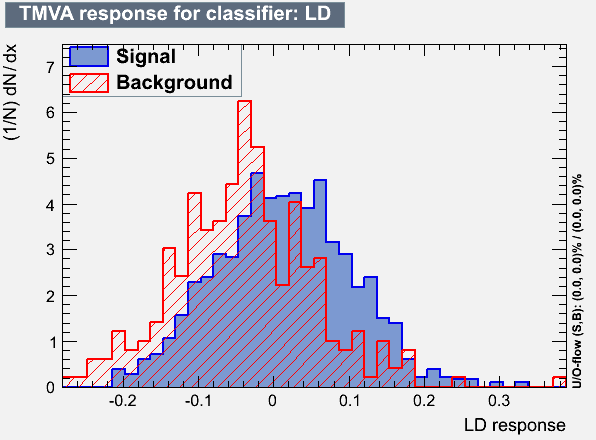 TMVA response for classifier: LD
(1/N) dN / dx
Signal
Background
7
6
5
4
3
2
1
0
-0.2 -0.1 0 0.1 0.2 0.3
LD response
U/O-flow (S,B): (0.0, 0.0)% / (0.0, 0.0)%